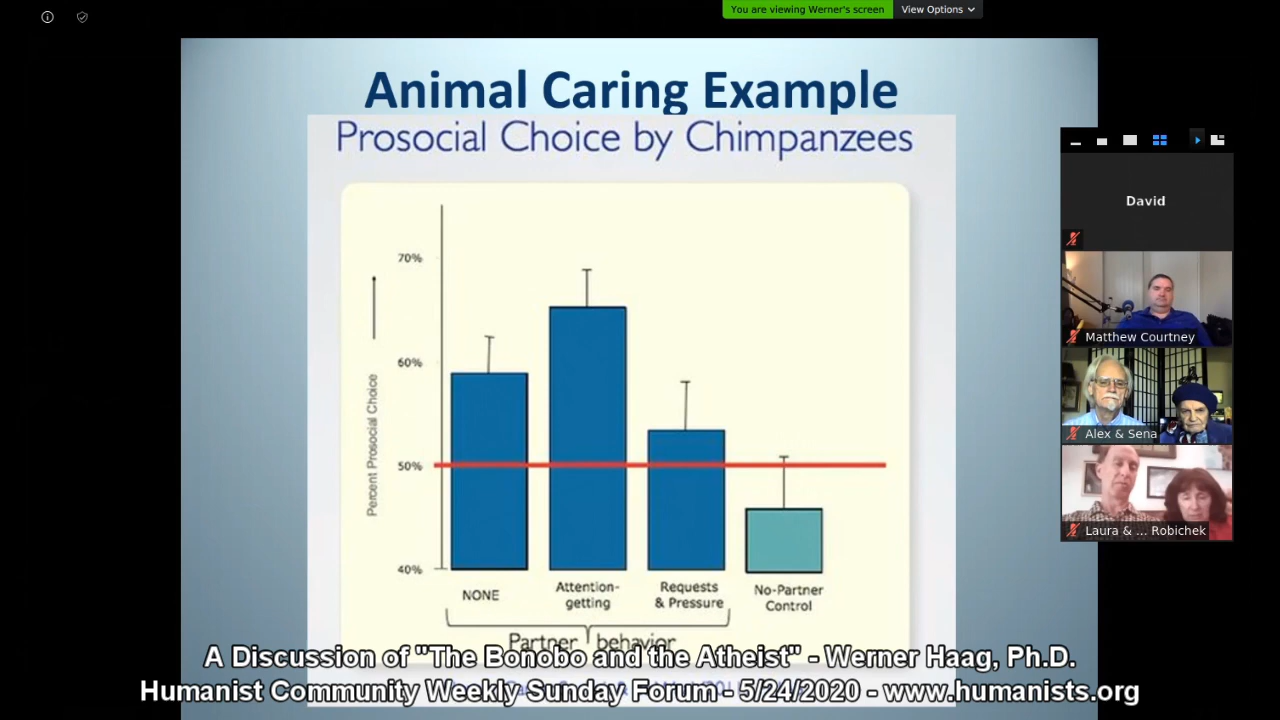 You are viewing Werner's screen View Options
Animal Caring Example
Prosocial Choice by Chimpanzees
David
Matthew Courtney
Alex & Sena
Laura & ... Robichek
70%
60%
50%
40%
Percent Prosocial Choice
NONE
Attention-
getting
Requests
& Pressure
No-Partner
Control
Partner behavior
A Discussion of "The Bonobo and the Atheist" - Werner Haag, Ph.D.
Humanist Community Weekly Sunday Forum - 5/24/2020 - www.humanists.org